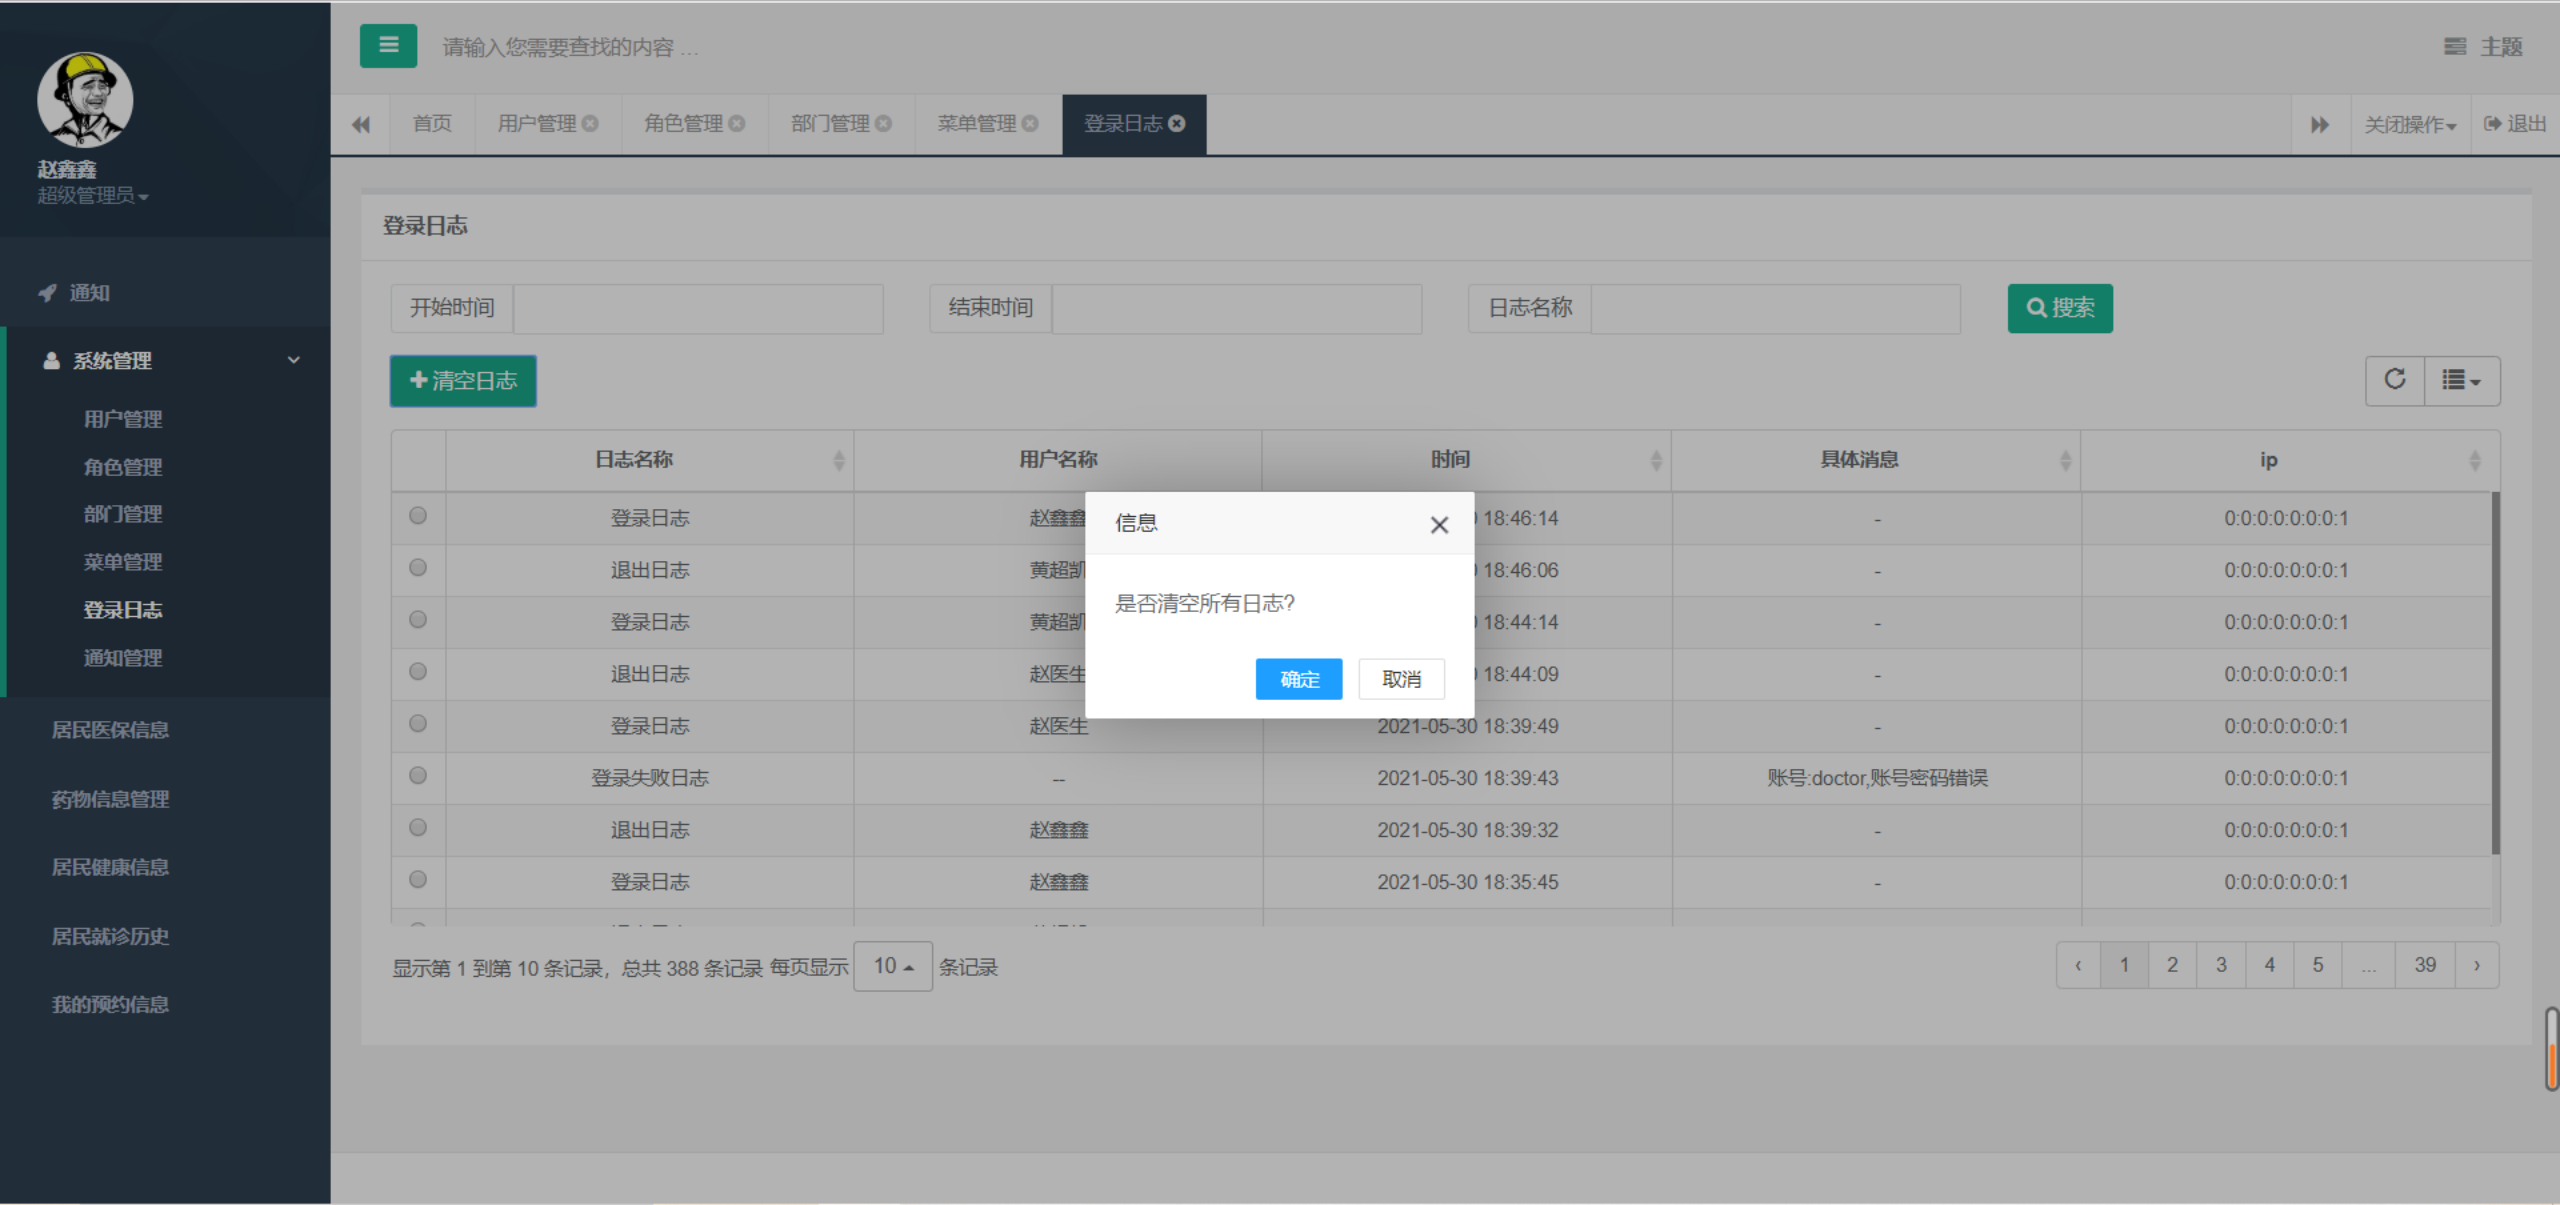 请输入您需要查找的内容 …
主题
赵鑫鑫
超级管理员
首页 用户管理 角色管理 部门管理 菜单管理 登录日志 关闭操作 退出
通知
系统管理
用户管理
角色管理
部门管理
菜单管理
登录日志
通知管理
居民医保信息
药物信息管理
居民健康信息
居民就诊历史
我的预约信息
登录日志
开始时间 结束时间 日志名称 搜索
清空日志
日志名称 用户名称 时间 具体消息 ip
登录日志 赵鑫鑫 18:46:14 - 0:0:0:0:0:0:0:1
退出日志 黄超凯 18:46:06 - 0:0:0:0:0:0:0:1
登录日志 黄超凯 18:44:14 - 0:0:0:0:0:0:0:1
退出日志 赵医生 18:44:09 - 0:0:0:0:0:0:0:1
登录日志 赵医生 2021-05-30 18:39:49 - 0:0:0:0:0:0:0:1
登录失败日志 -- 2021-05-30 18:39:43 账号:doctor,账号密码错误 0:0:0:0:0:0:0:1
退出日志 赵鑫鑫 2021-05-30 18:39:32 - 0:0:0:0:0:0:0:1
登录日志 赵鑫鑫 2021-05-30 18:35:45 - 0:0:0:0:0:0:0:1
信息
是否清空所有日志?
确定 取消
显示第 1 到第 10 条记录，总共 388 条记录 每页显示 10 条记录
‹ 1 2 3 4 5 ... 39 ›